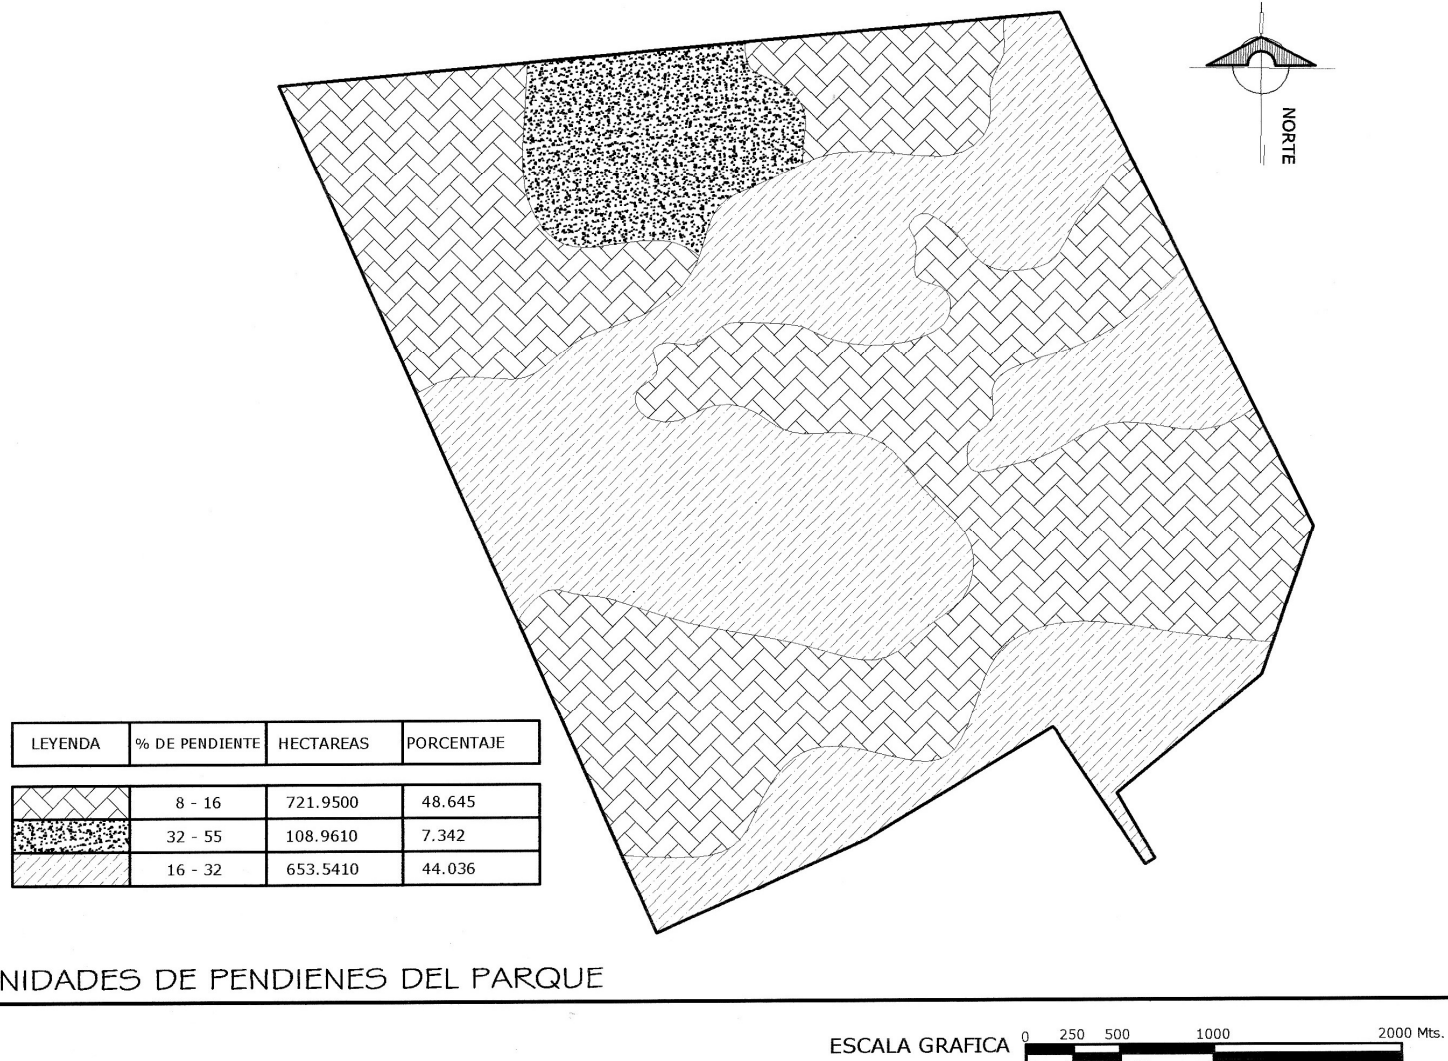 NORTE
LEYENDA % DE PENDIENTE HECTAREAS PORCENTAJE
8 - 16 721.9500 48.645
32 - 55 108.9610 7.342
16 - 32 653.5410 44.036
NIDADES DE PENDIENES DEL PARQUE
ESCALA GRAFICA 0 250 500 1000 2000 Mts.